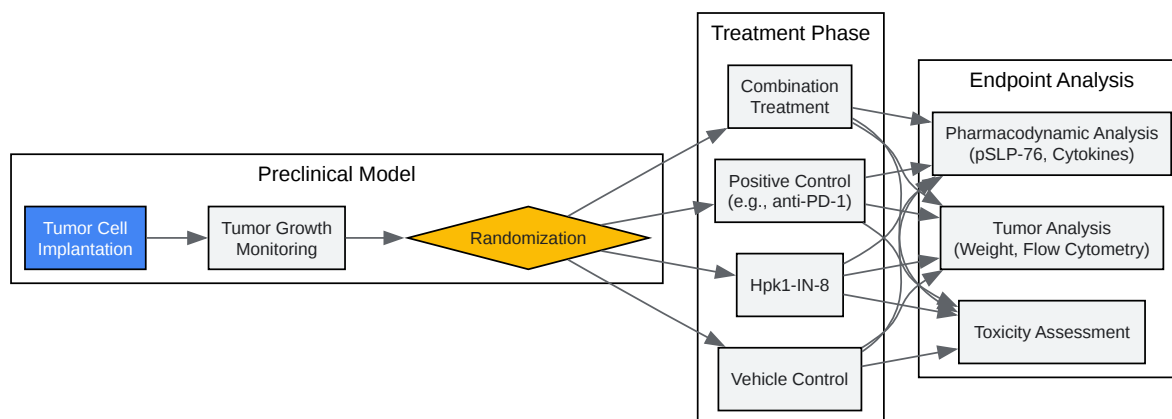 Preclinical Model
Tumor Cell
Implantation
Tumor Growth
Monitoring
Randomization
Treatment Phase
Combination
Treatment
Positive Control
(e.g., anti-PD-1)
Hpk1-IN-8
Vehicle Control
Endpoint Analysis
Pharmacodynamic Analysis
(pSLP-76, Cytokines)
Tumor Analysis
(Weight, Flow Cytometry)
Toxicity Assessment